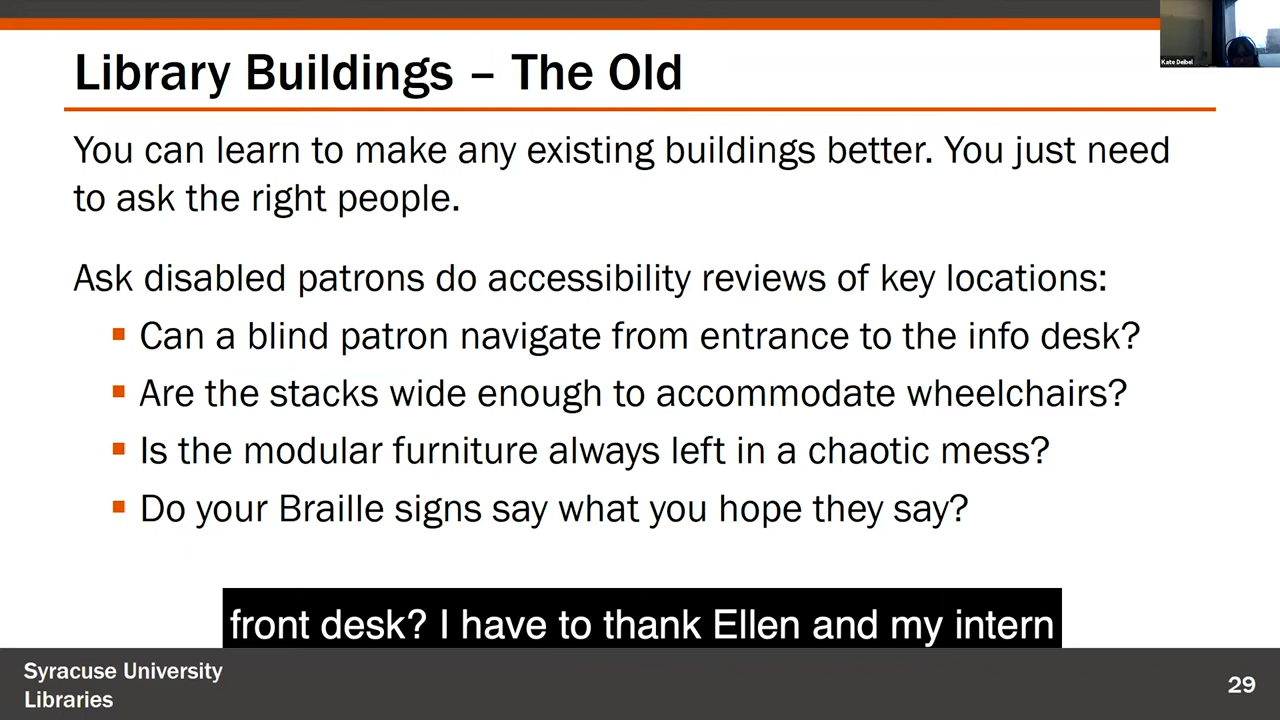 Kate Deibel
Library Buildings – The Old
You can learn to make any existing buildings better. You just need
to ask the right people.
Ask disabled patrons do accessibility reviews of key locations:
Can a blind patron navigate from entrance to the info desk?
Are the stacks wide enough to accommodate wheelchairs?
Is the modular furniture always left in a chaotic mess?
Do your Braille signs say what you hope they say?
front desk? I have to thank Ellen and my intern
Syracuse University
Libraries
29